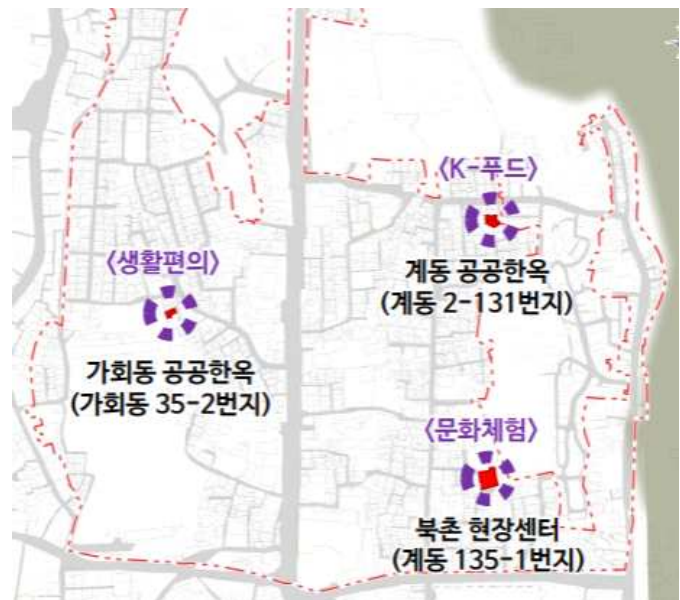 〈K-푸드〉
계동 공공한옥
(계동 2-131번지)
〈생활편의〉
가회동 공공한옥
(가회동 35-2번지)
〈문화체험〉
북촌 현장센터
(계동 135-1번지)